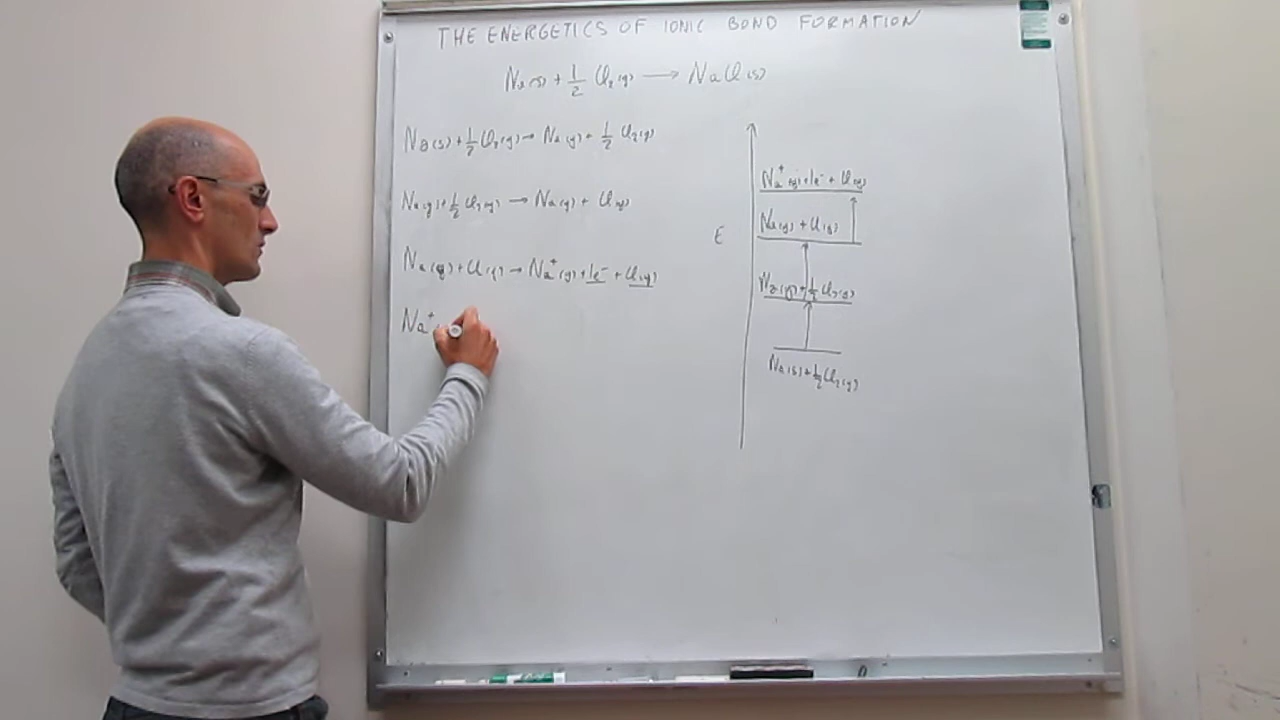 THE ENERGETICS OF IONIC BOND FORMATION
Na(s) + 1/2 Cl2(g) → NaCl(s)
Na(s) + 1/2 Cl2(g) → Na(g) + 1/2 Cl2(g)
Na(g) + 1/2 Cl2(g) → Na(g) + Cl(g)
Na(g) + Cl(g) → Na+(g) + 1e- + Cl(g)
Na+
Na+(g) + 1e- + Cl(g)
Na(g) + Cl(g)
E
Na(g) + 1/2 Cl2(g)
Na(s) + 1/2 Cl2(g)